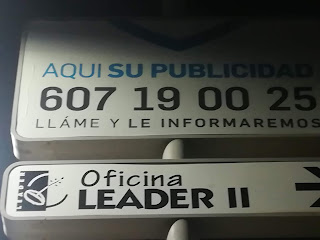 AQUI SU PUBLICIDAD
607 19 00 25
LLÁME Y LE INFORMAREMOS
Oficina
LEADER II